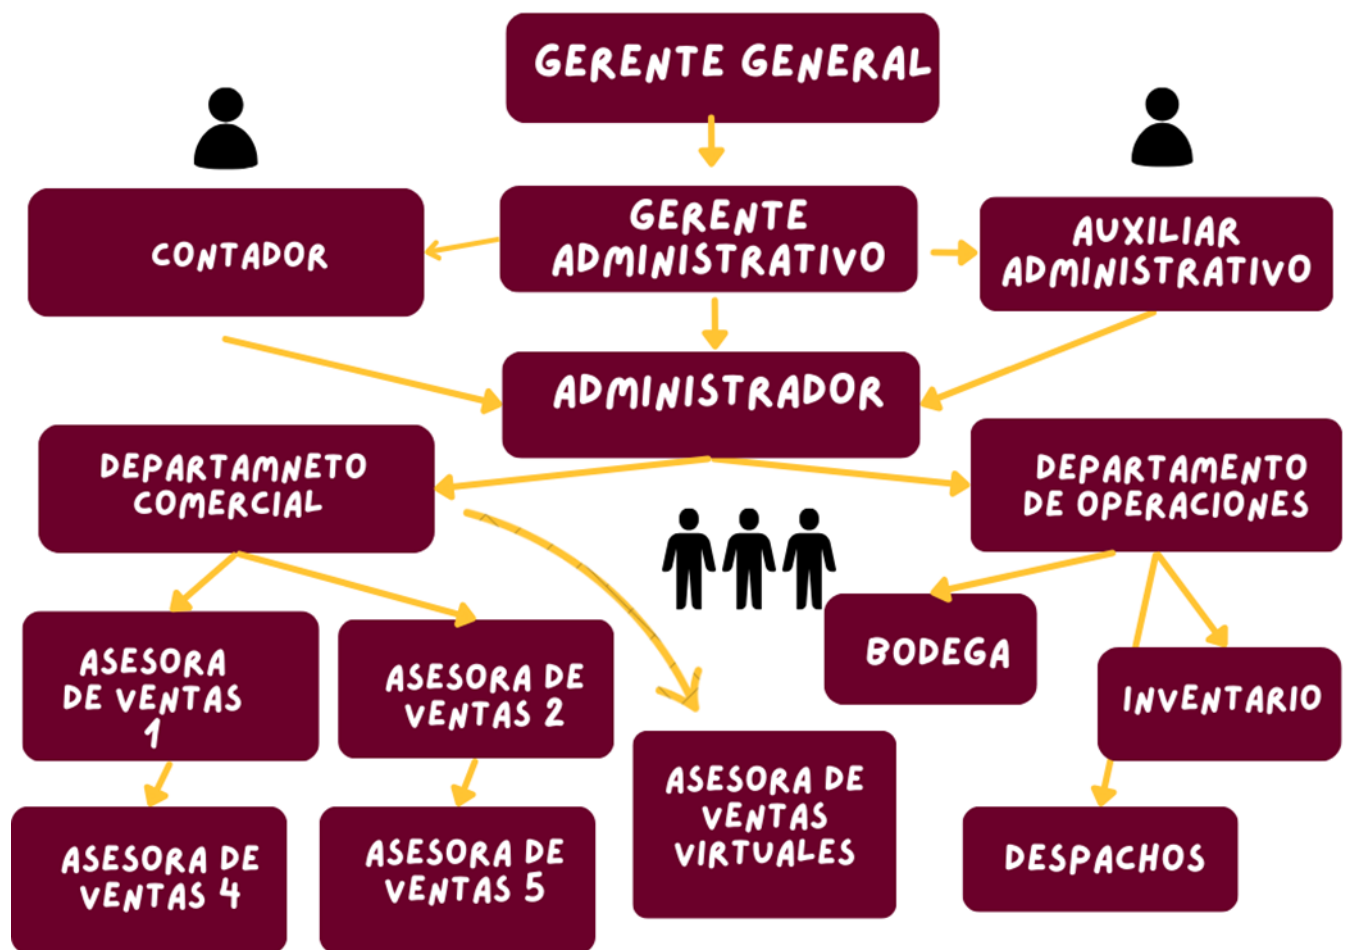 GERENTE GENERAL
CONTADOR
GERENTE
ADMINISTRATIVO
AUXILIAR
ADMINISTRATIVO
ADMINISTRADOR
DEPARTAMNETO
COMERCIAL
DEPARTAMENTO
DE OPERACIONES
ASESORA
DE VENTAS
1
ASESORA DE
VENTAS 2
BODEGA
INVENTARIO
ASESORA DE
VENTAS 4
ASESORA DE
VENTAS 5
ASESORA DE
VENTAS
VIRTUALES
DESPACHOS